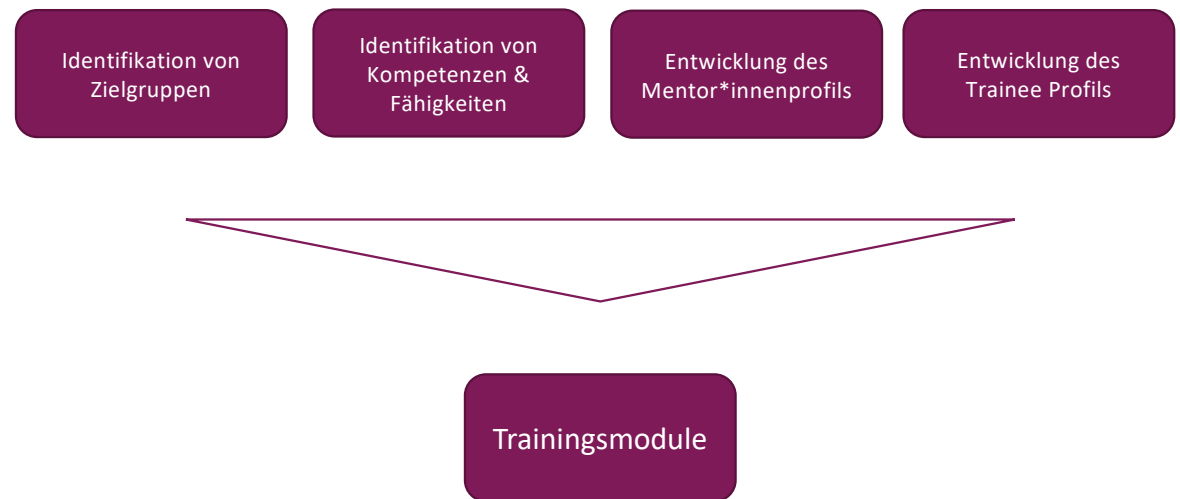 Identifikation von
Zielgruppen
Identifikation von
Kompetenzen &
Fähigkeiten
Entwicklung des
Mentor*innenprofils
Entwicklung des
Trainee Profils
Trainingsmodule